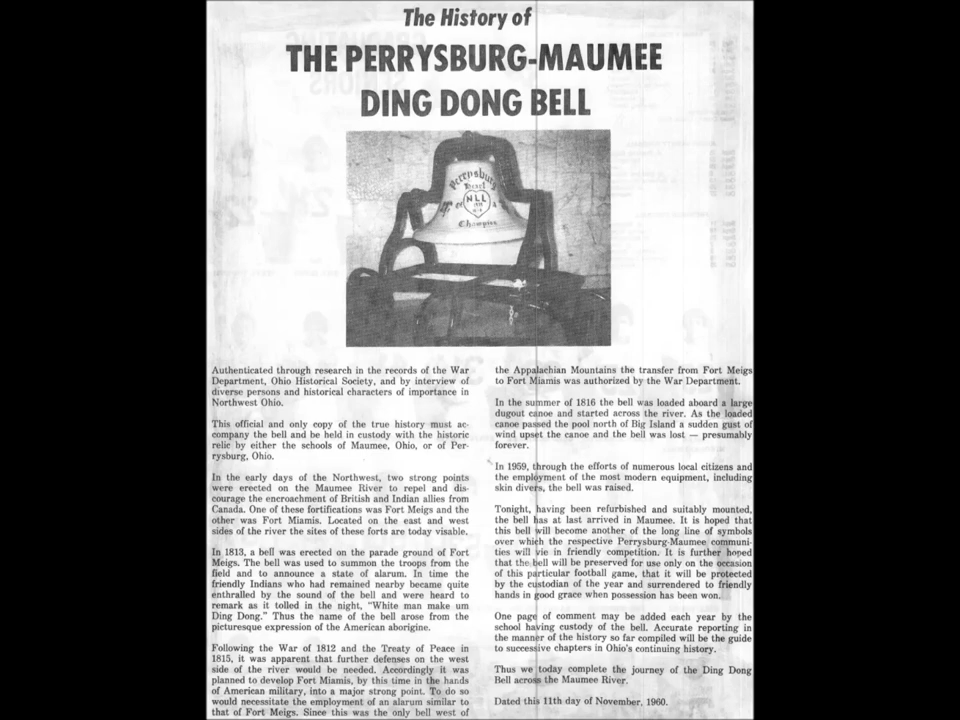 The History of
THE PERRYSBURG-MAUMEE
DING DONG BELL
Perrysburg
NLL
Champion
Authenticated through research in the records of the War
Department, Ohio Historical Society, and by interview of
diverse persons and historical characters of importance in
Northwest Ohio.
This official and only copy of the true history must ac-
company the bell and be held in custody with the historic
relic by either the schools of Maumee, Ohio, or of Per-
rysburg, Ohio.
In the early days of the Northwest, two strong points
were erected on the Maumee River to repel and dis-
courage the encroachment of British and Indian allies from
Canada. One of these fortifications was Fort Meigs and the
other was Fort Miamis. Located on the east and west
sides of the river the sites of these forts are today visable.
In 1813, a bell was erected on the parade ground of Fort
Meigs. The bell was used to summon the troops from the
field and to announce a state of alarum. In time the
friendly Indians who had remained nearby became quite
enthralled by the sound of the bell and were heard to
remark as it tolled in the night, "White man make um
Ding Dong." Thus the name of the bell arose from the
picturesque expression of the American aborigine.
Following the War of 1812 and the Treaty of Peace in
1815, it was apparent that further defenses on the west
side of the river would be needed. Accordingly it was
planned to develop Fort Miamis, by this time in the hands
of American military, into a major strong point. To do so
would necessitate the employment of an alarum similar to
that of Fort Meigs. Since this was the only bell west of
the Appalachian Mountains the transfer from Fort Meigs
to Fort Miamis was authorized by the War Department.
In the summer of 1816 the bell was loaded aboard a large
dugout canoe and started across the river. As the loaded
canoe passed the pool north of Big Island a sudden gust of
wind upset the canoe and the bell was lost — presumably
forever.
In 1959, through the efforts of numerous local citizens and
the employment of the most modern equipment, including
skin divers, the bell was raised.
Tonight, having been refurbished and suitably mounted,
the bell has at last arrived in Maumee. It is hoped that
this bell will become another of the long line of symbols
over which the respective Perrysburg-Maumee communi-
ties will vie in friendly competition. It is further hoped
that the bell will be preserved for use only on the occasion
of this particular football game, that it will be protected
by the custodian of the year and surrendered to friendly
hands in good grace when possession has been won.
One page of comment may be added each year by the
school having custody of the bell. Accurate reporting in
the manner of the history so far compiled will be the guide
to successive chapters in Ohio's continuing history.
Thus we today complete the journey of the Ding Dong
Bell across the Maumee River.
Dated this 11th day of November, 1960.